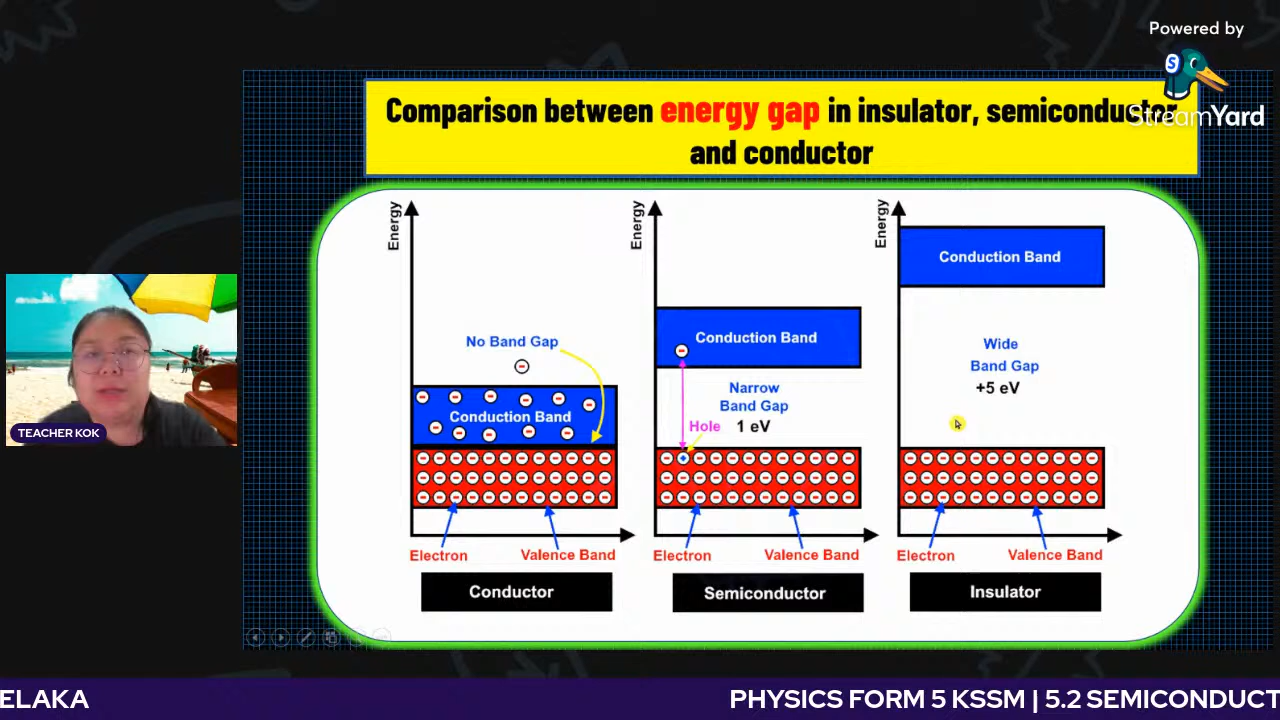 Powered by
StreamYard
Comparison between energy gap in insulator, semiconductor
and conductor
Energy
No Band Gap
Conduction Band
Electron
Valence Band
Conductor
Energy
Conduction Band
Narrow
Band Gap
Hole 1 eV
Electron
Valence Band
Semiconductor
Energy
Conduction Band
Wide
Band Gap
+5 eV
Electron
Valence Band
Insulator
TEACHER KOK
ELAKA
PHYSICS FORM 5 KSSM | 5.2 SEMICONDUCT